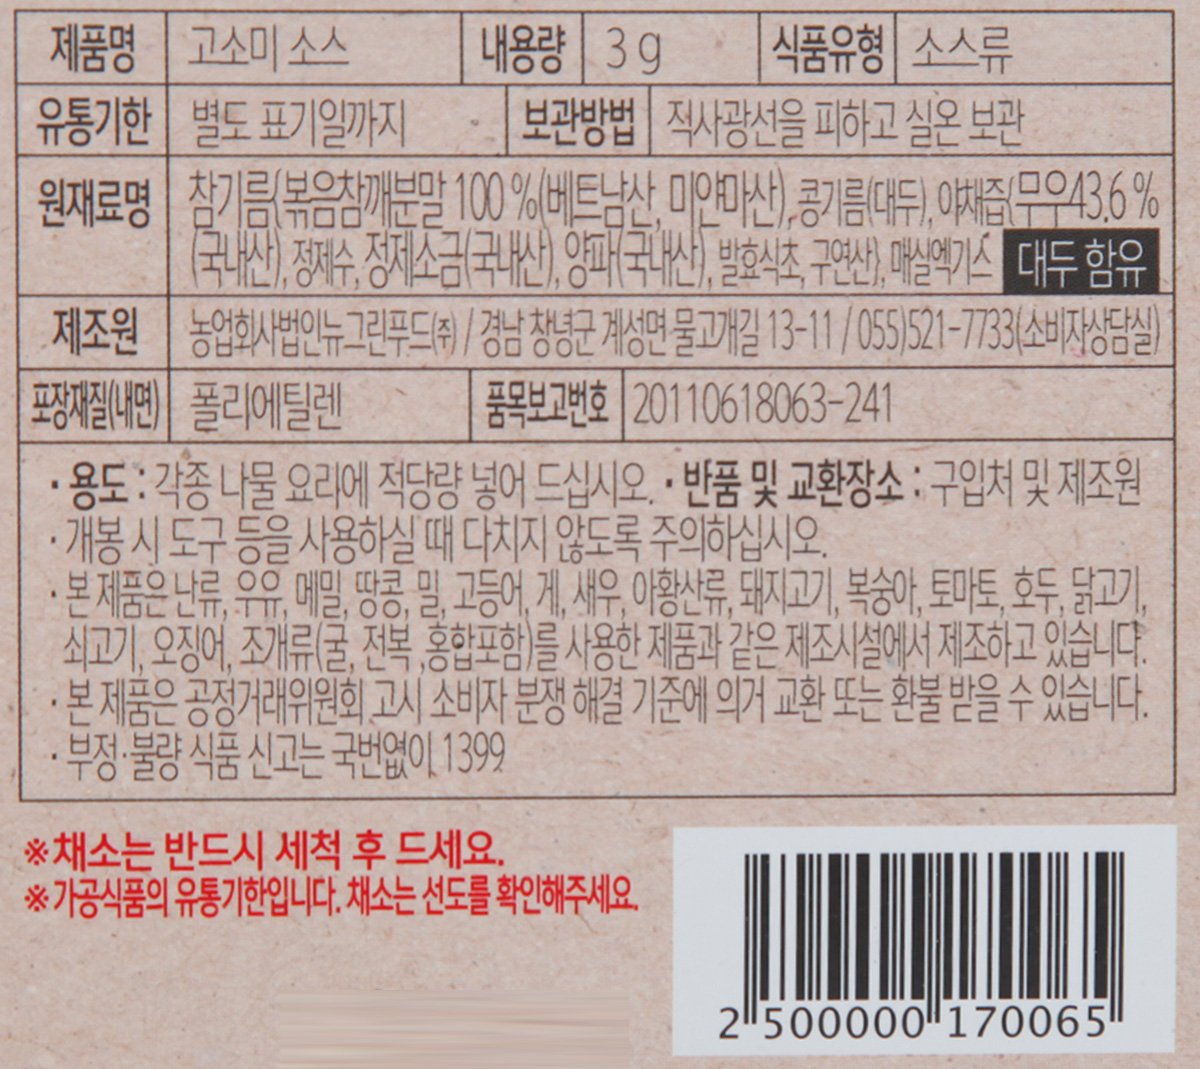 제품명 고소미 소스 내용량 3 g 식품유형 소스류
유통기한 별도 표기일까지 보관방법 적사광선을 피하고 실온 보관
원재료명 참기름{볶음참깨분말 100 %(베트남산, 미얀마산), 콩기름(대두), 야채즙{무우43.6 %
(국내산), 정제수, 정제소금(국내산), 양파(국내산), 발효식초, 구연산}, 매실엑기스 대두 함유
제조원 농업회사법인뉴그린푸드(주) / 경남 창녕군 계성면 물고개길 13-11 / 055)521-7733(소비자상담실)
포장재질(내면) 폴리에틸렌 품목보고번호 20110618063-241
· 용도 : 각종 나물 요리에 적당량 넣어 드십시오. · 반품 및 교환장소 : 구입처 및 제조원
· 개봉 시 도구 등을 사용하실 때 다치지 않도록 주의하십시오.
· 본 제품은 난류, 우유, 메밀, 땅콩, 밀, 고등어, 게, 새우, 아황산류, 돼지고기, 복숭아, 토마토, 호두, 닭고기,
쇠고기, 오징어, 조개류(굴, 전복 ,홍합포함)를 사용한 제품과 같은 제조시설에서 제조하고 있습니다.
· 본 제품은 공정거래위원회 고시 소비자 분쟁 해결 기준에 의거 교환 또는 환불 받을 수 있습니다.
· 부정·불량 식품 신고는 국번없이 1399
※채소는 반드시 세척 후 드세요.
※가공식품의 유통기한입니다. 채소는 선도를 확인해주세요.
2 500000 170065